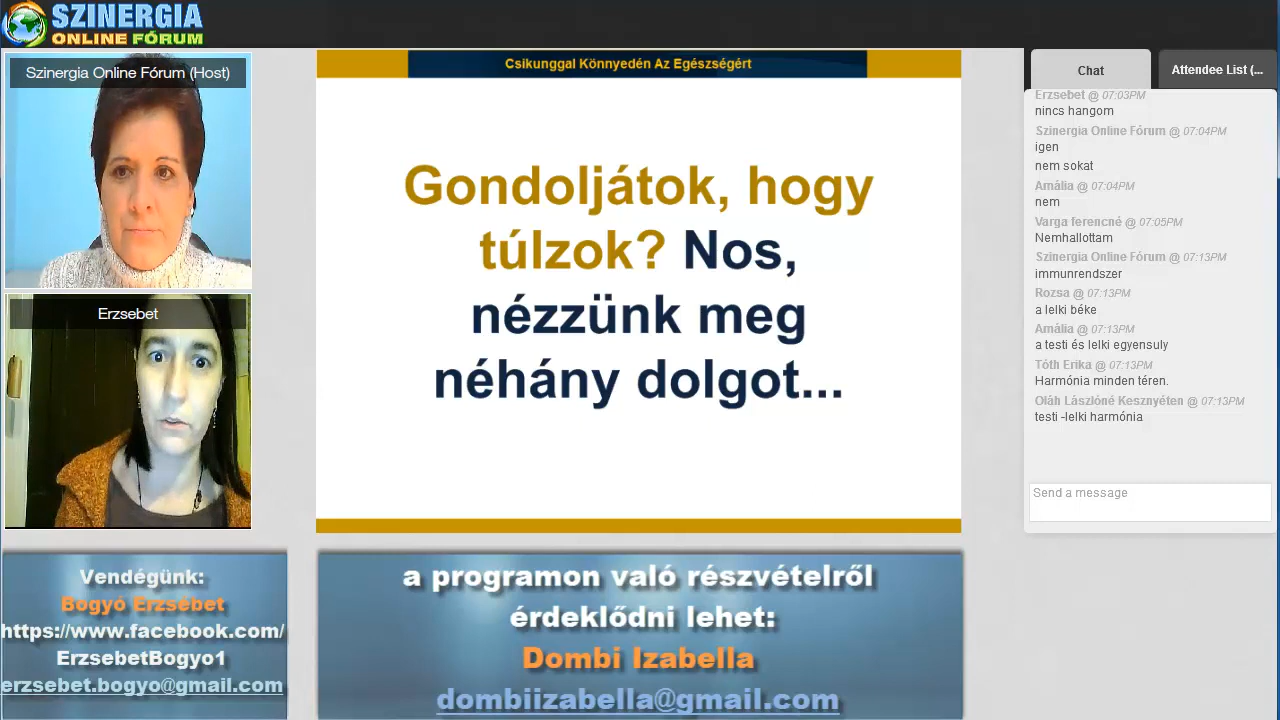 SZINERGIA
ONLINE FÓRUM
Szinergia Online Fórum (Host)
Erzsebet
Csikunggal Könnyedén Az Egészségért
Gondoljátok, hogy
túlzok? Nos,
nézzünk meg
néhány dolgot...
Chat
Attendee List (...
Erzsebet @ 07:03PM
nincs hangom
Szinergia Online Fórum @ 07:04PM
igen
nem sokat
Amália @ 07:04PM
nem
Varga ferencné @ 07:05PM
Nemhallottam
Szinergia Online Fórum @ 07:13PM
immunrendszer
Rozsa @ 07:13PM
a lelki béke
Amália @ 07:13PM
a testi és lelki egyensuly
Tóth Erika @ 07:13PM
Harmónia minden téren.
Oláh Lászlóné Kesznyéten @ 07:13PM
testi -lelki harmónia
Send a message
Vendégünk:
Bogyó Erzsébet
https://www.facebook.com/
ErzsebetBogyo1
erzsebet.bogyo@gmail.com
a programon való részvételről
érdeklődni lehet:
Dombi Izabella
dombiizabella@gmail.com